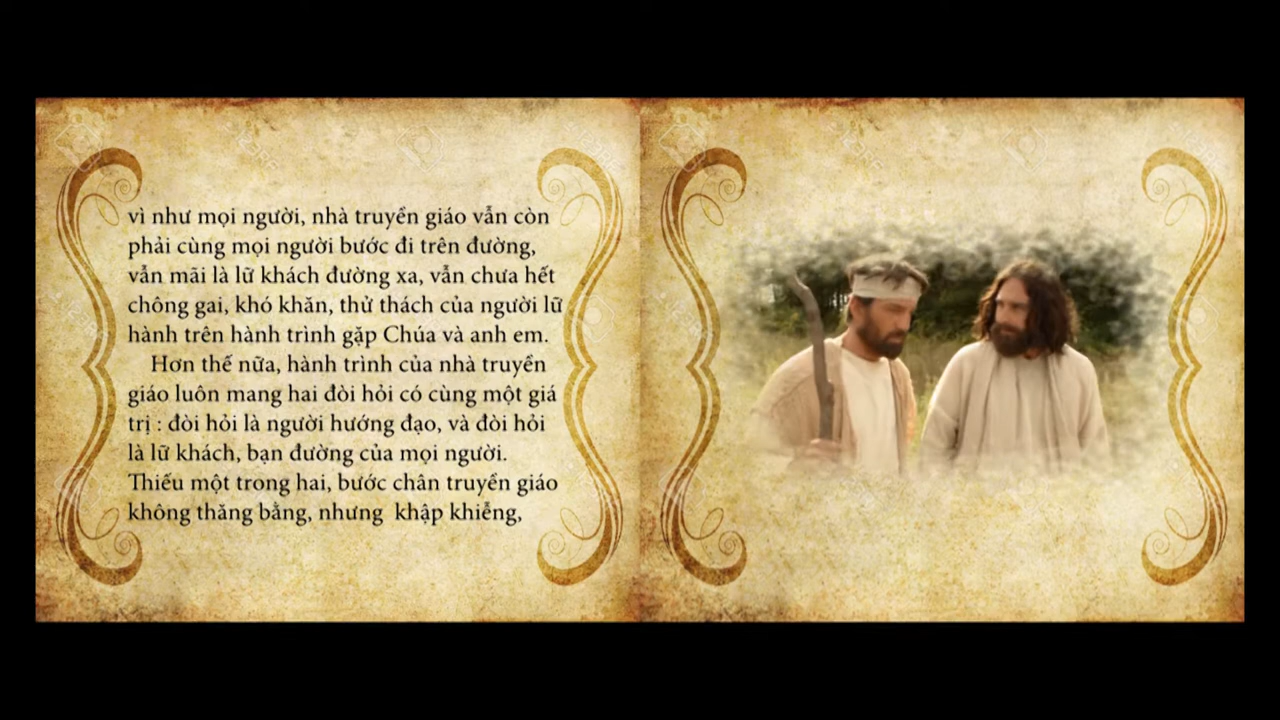 vì như mọi người, nhà truyền giáo vẫn còn
phải cùng mọi người bước đi trên đường,
vẫn mãi là lữ khách đường xa, vẫn chưa hết
chông gai, khó khăn, thử thách của người lữ
hành trên hành trình gặp Chúa và anh em.
Hơn thế nữa, hành trình của nhà truyền
giáo luôn mang hai đòi hỏi có cùng một giá
trị : đòi hỏi là người hướng đạo, và đòi hỏi
là lữ khách, bạn đường của mọi người.
Thiếu một trong hai, bước chân truyền giáo
không thăng bằng, nhưng khập khiễng,